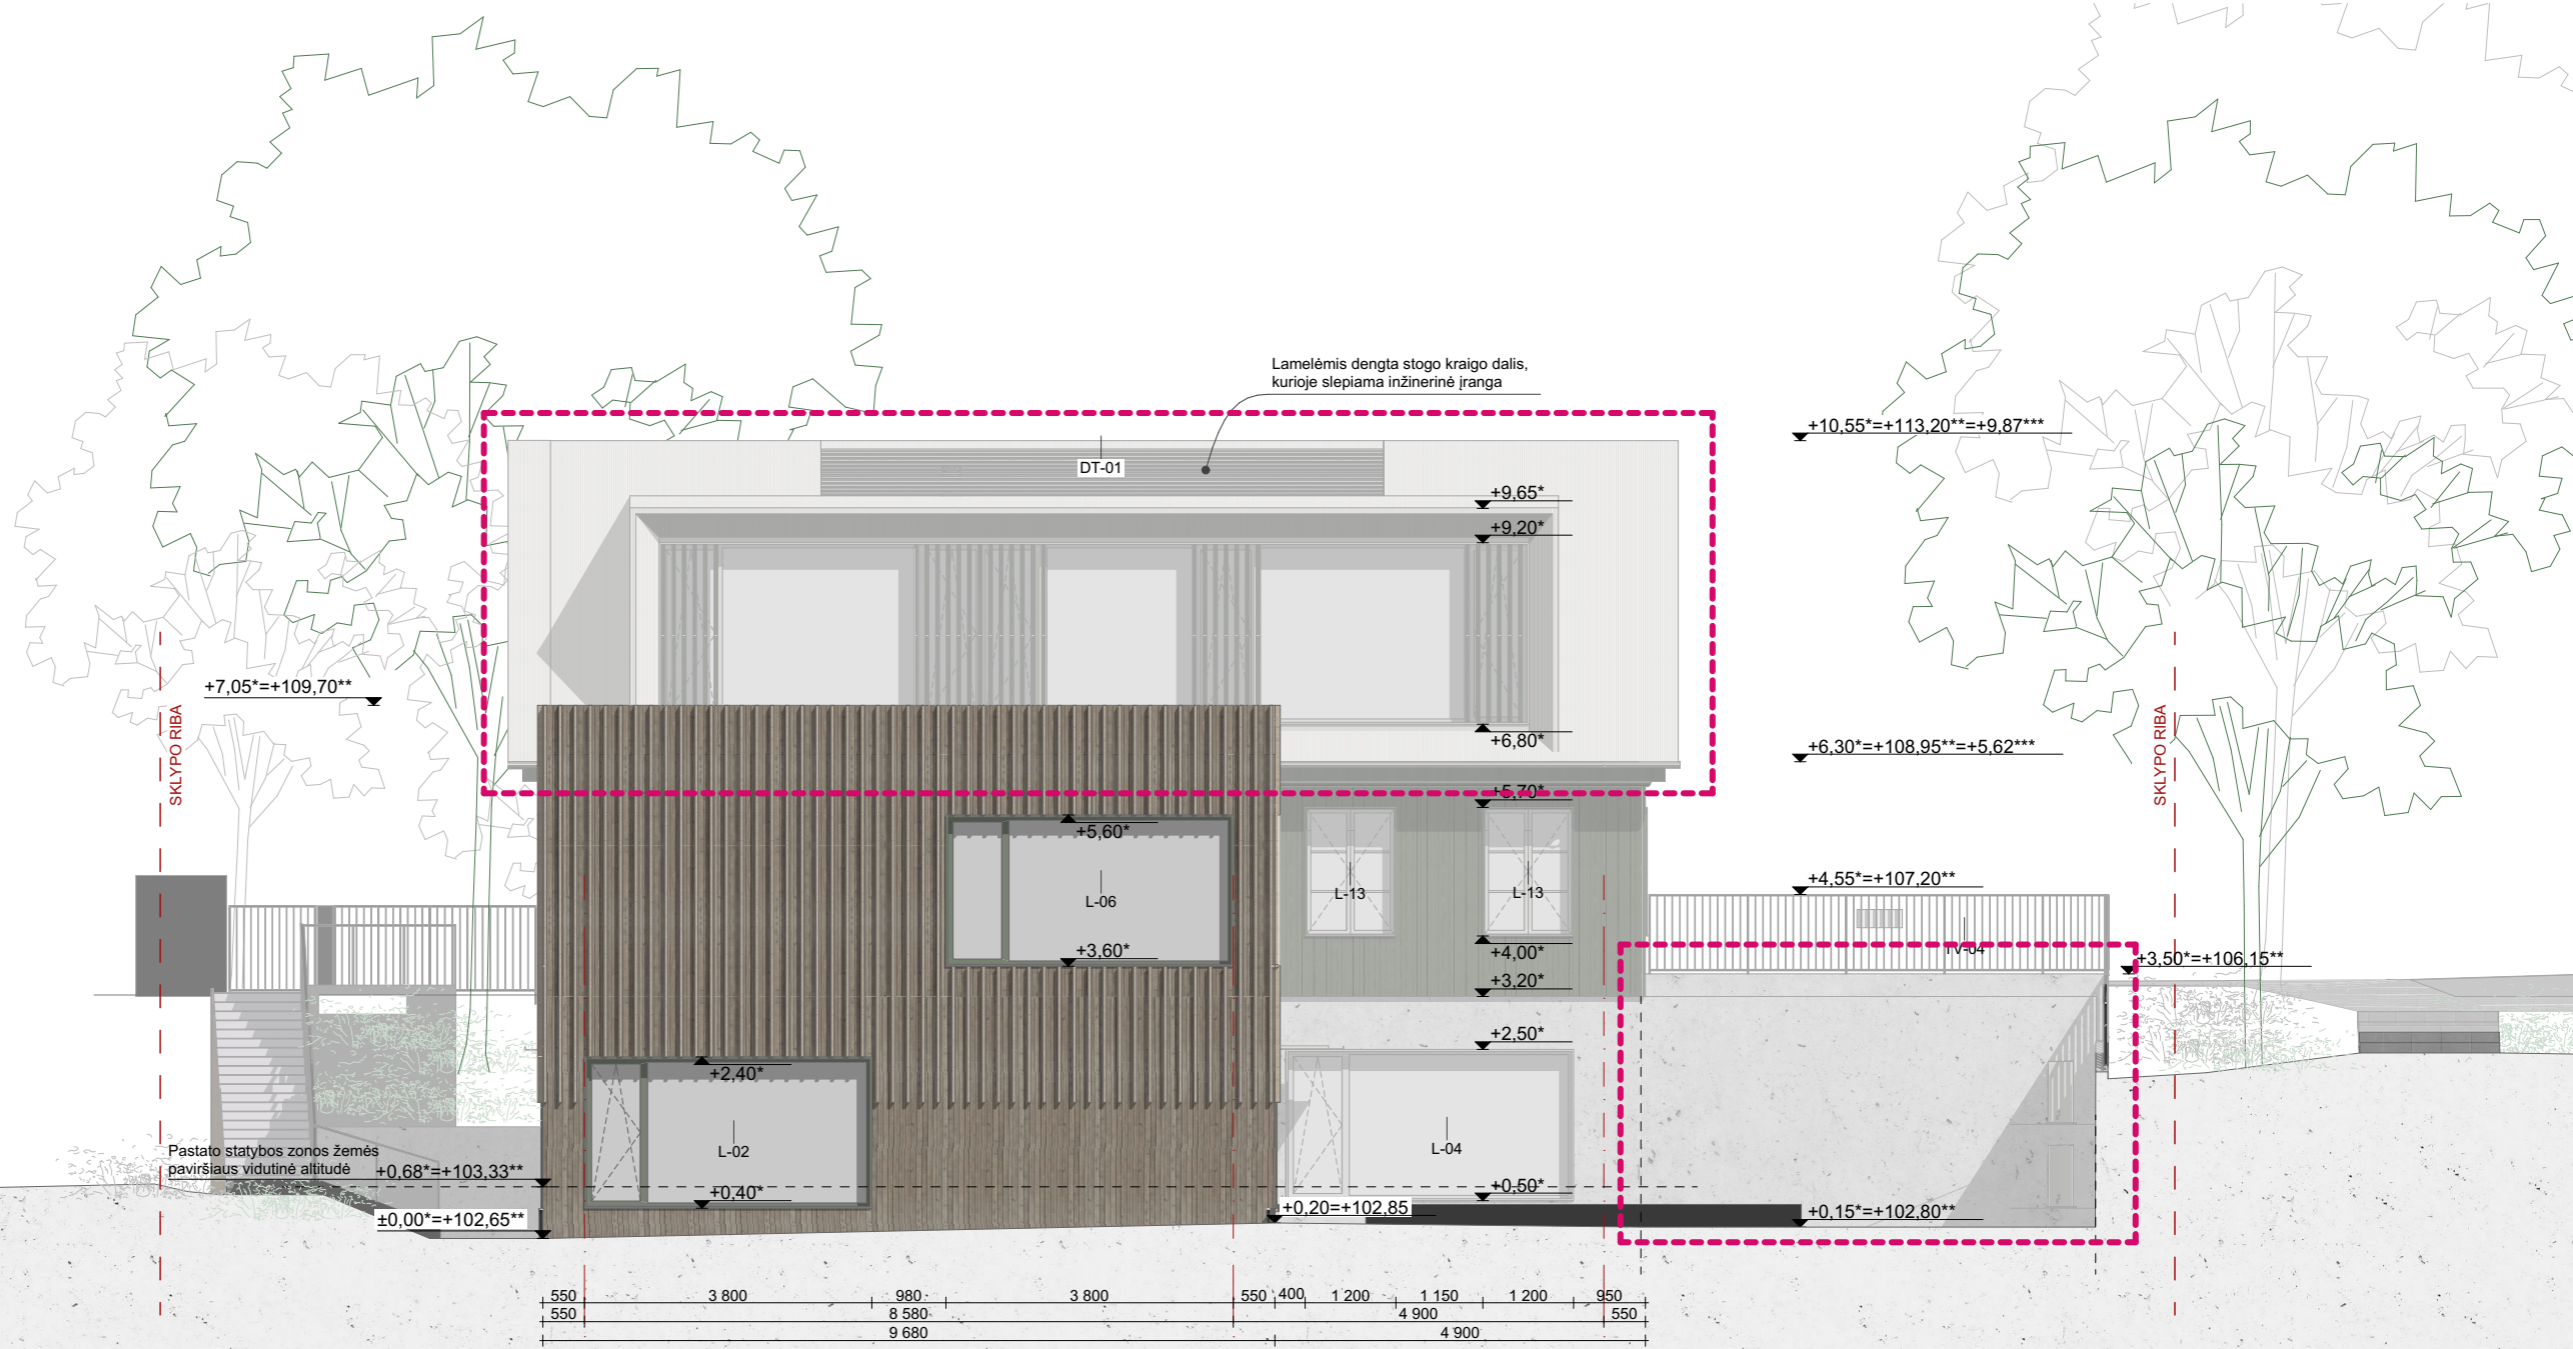 Lamelėmis dengta stogo kraigo dalis,
kurioje slepiama inžinerinė įranga
+10,55*=+113,20**=+9,87***
DT-01
+9,65*
+9,20*
+7,05*=+109,70**
SKLYPO RIBA
SKLYPO RIBA
+6,80*
+6,30*=+108,95**=+5,62***
+5,70*
+5,60*
L-06
L-13
L-13
+4,55*=+107,20**
+3,60*
+4,00*
TV-04
+3,50*=+106,15**
+3,20*
+2,50*
+2,40*
L-02
L-04
Pastato statybos zonos žemės
paviršiaus vidutinė altitudė
+0,68*=+103,33**
+0,40*
+0,50*
±0,00*=+102,65**
+0,20=+102,85
+0,15*=+102,80**
550 3 800 980 3 800 550 400 1 200 1 150 1 200 950
550 8 580 4 900 550
9 680 4 900